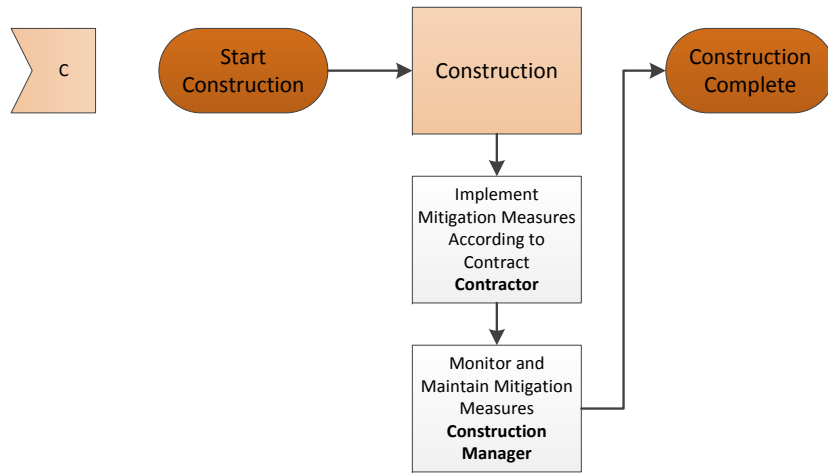 C
Start
Construction
Construction
Construction
Complete
Implement
Mitigation Measures
According to
Contract
Contractor
Monitor and
Maintain Mitigation
Measures
Construction
Manager